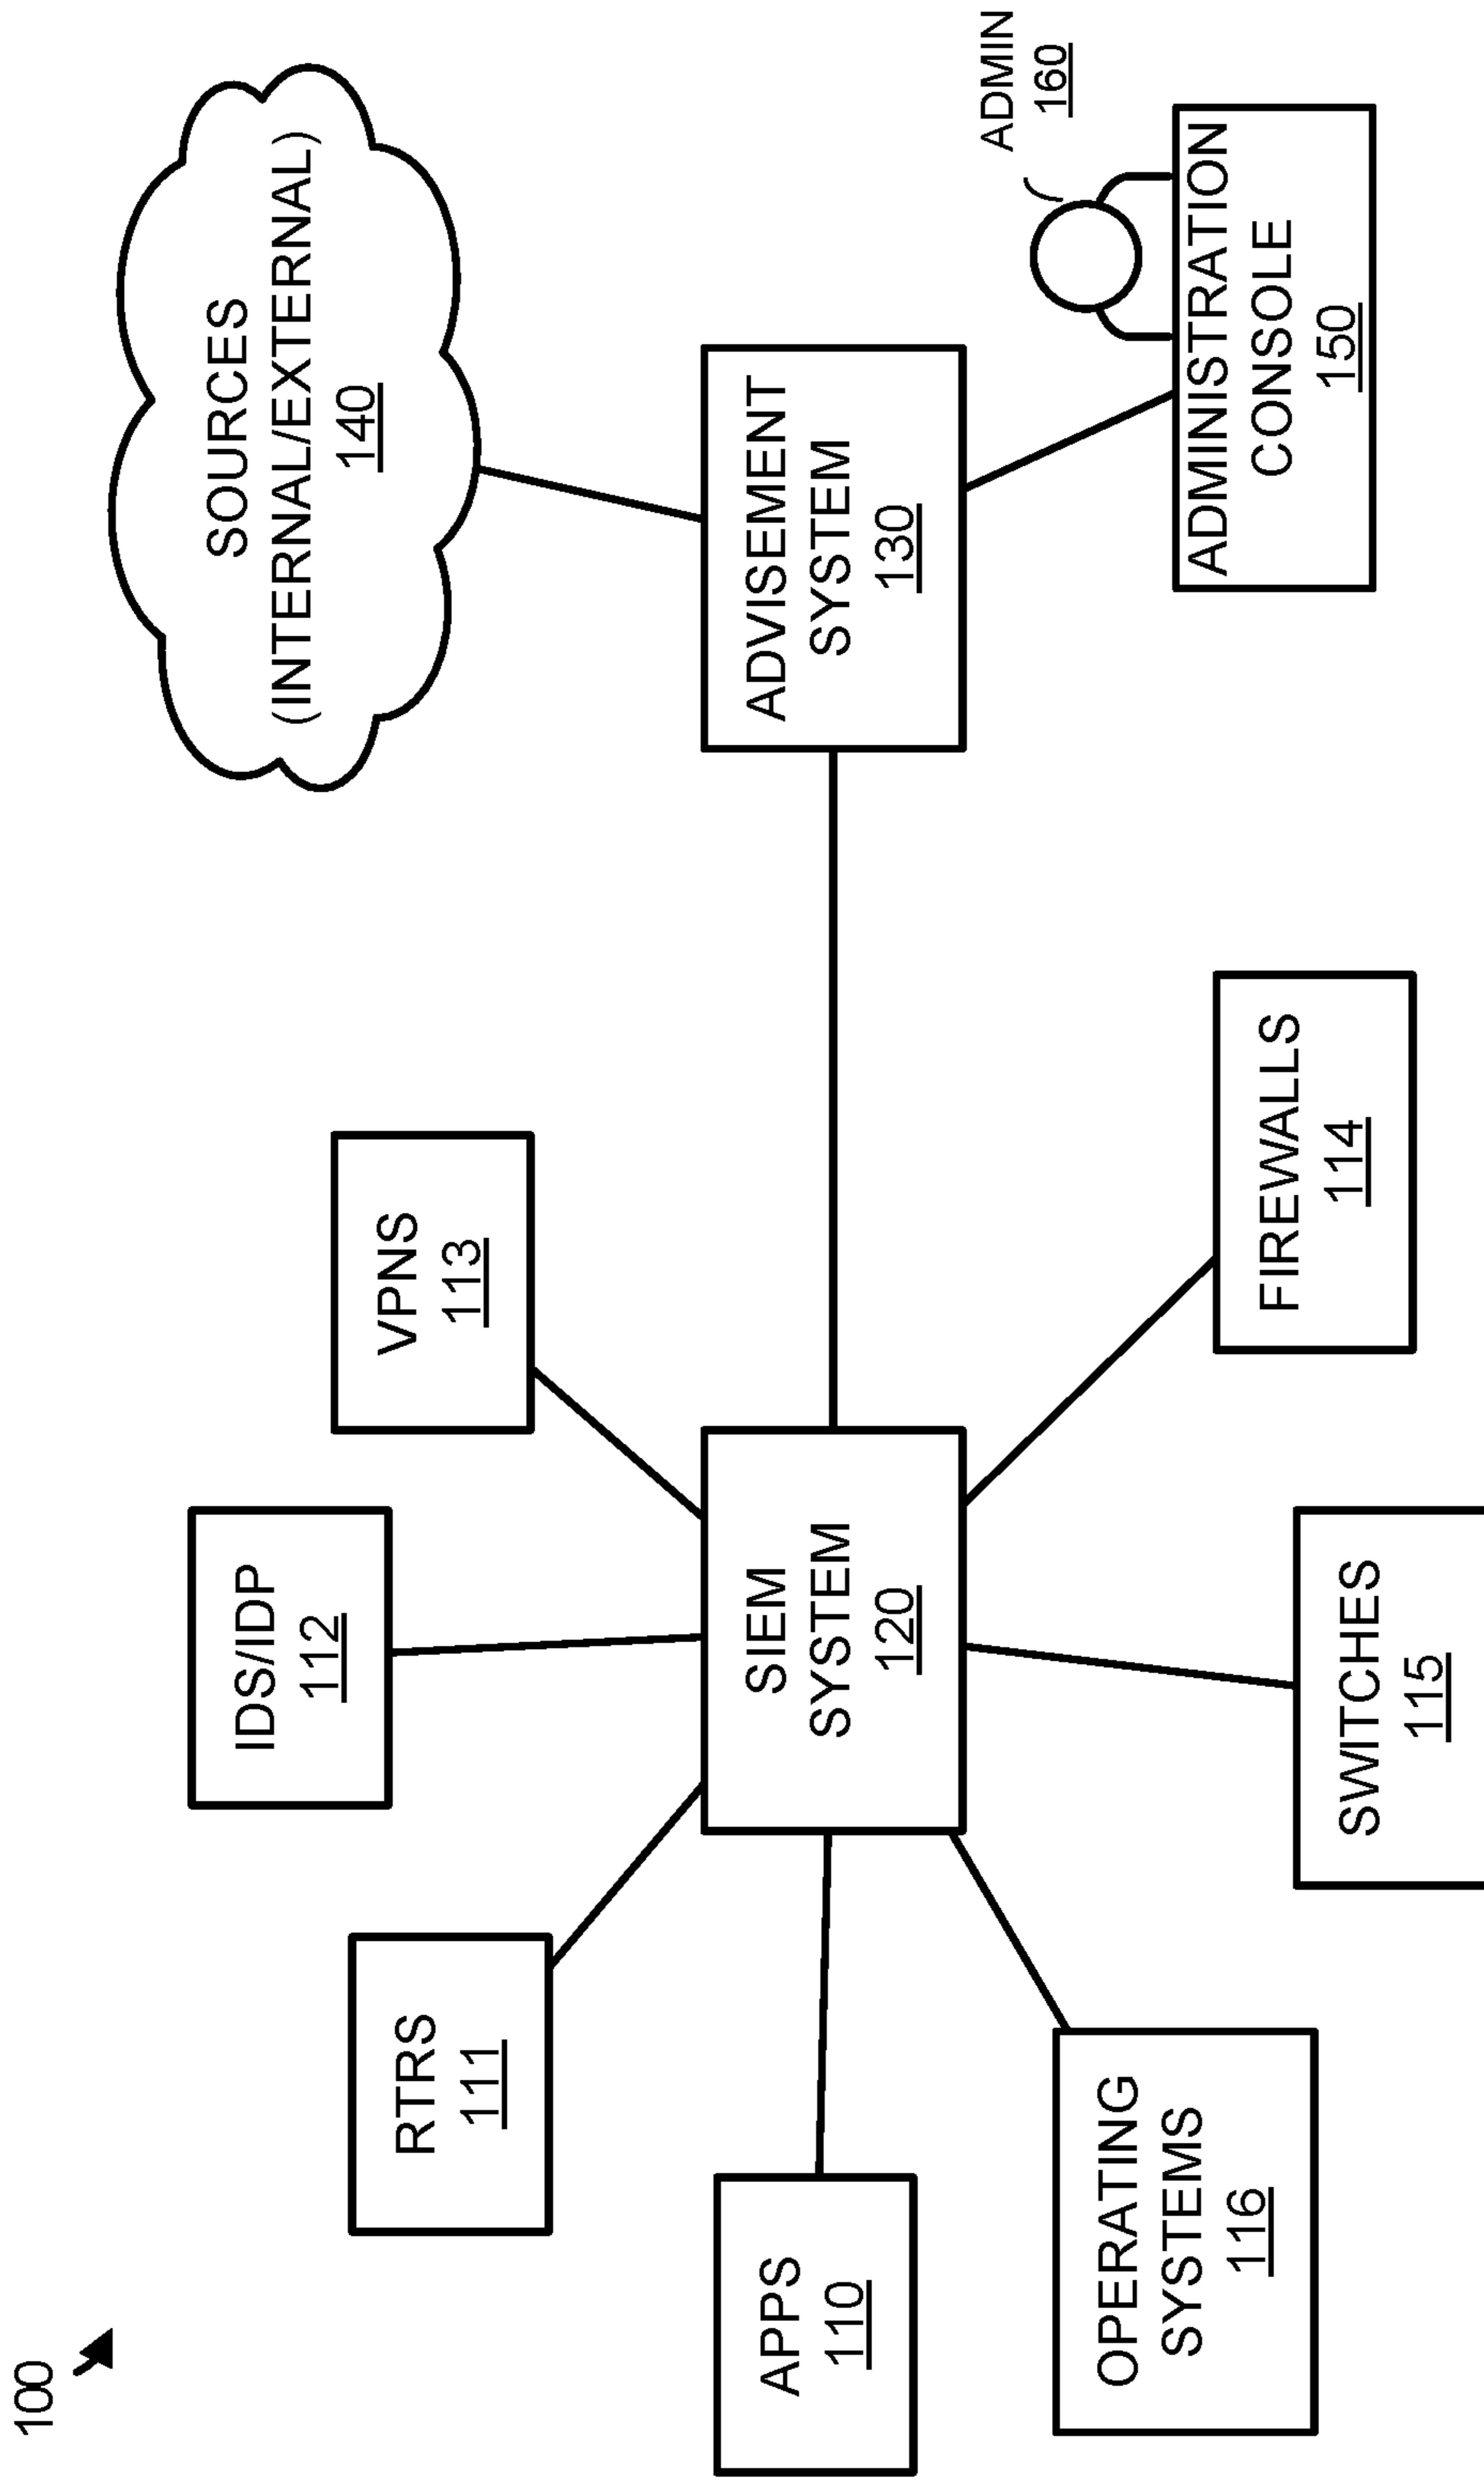 100
SOURCES
(INTERNAL/EXTERNAL)
140
IDS/IDP
112
VPNS
113
RTRS
111
APPS
110
SIEM
SYSTEM
120
ADVISEMENT
SYSTEM
130
ADMIN
160
OPERATING
SYSTEMS
116
SWITCHES
115
FIREWALLS
114
ADMINISTRATION
CONSOLE
150